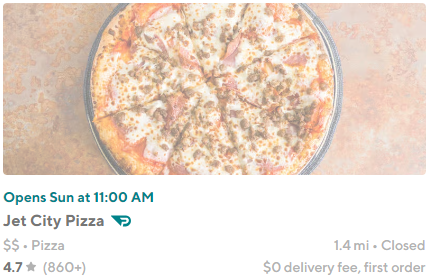 Opens Sun at 11:00 AM
Jet City Pizza
$$ • Pizza 1.4 mi • Closed
4.7 ★ (860+) $0 delivery fee, first order